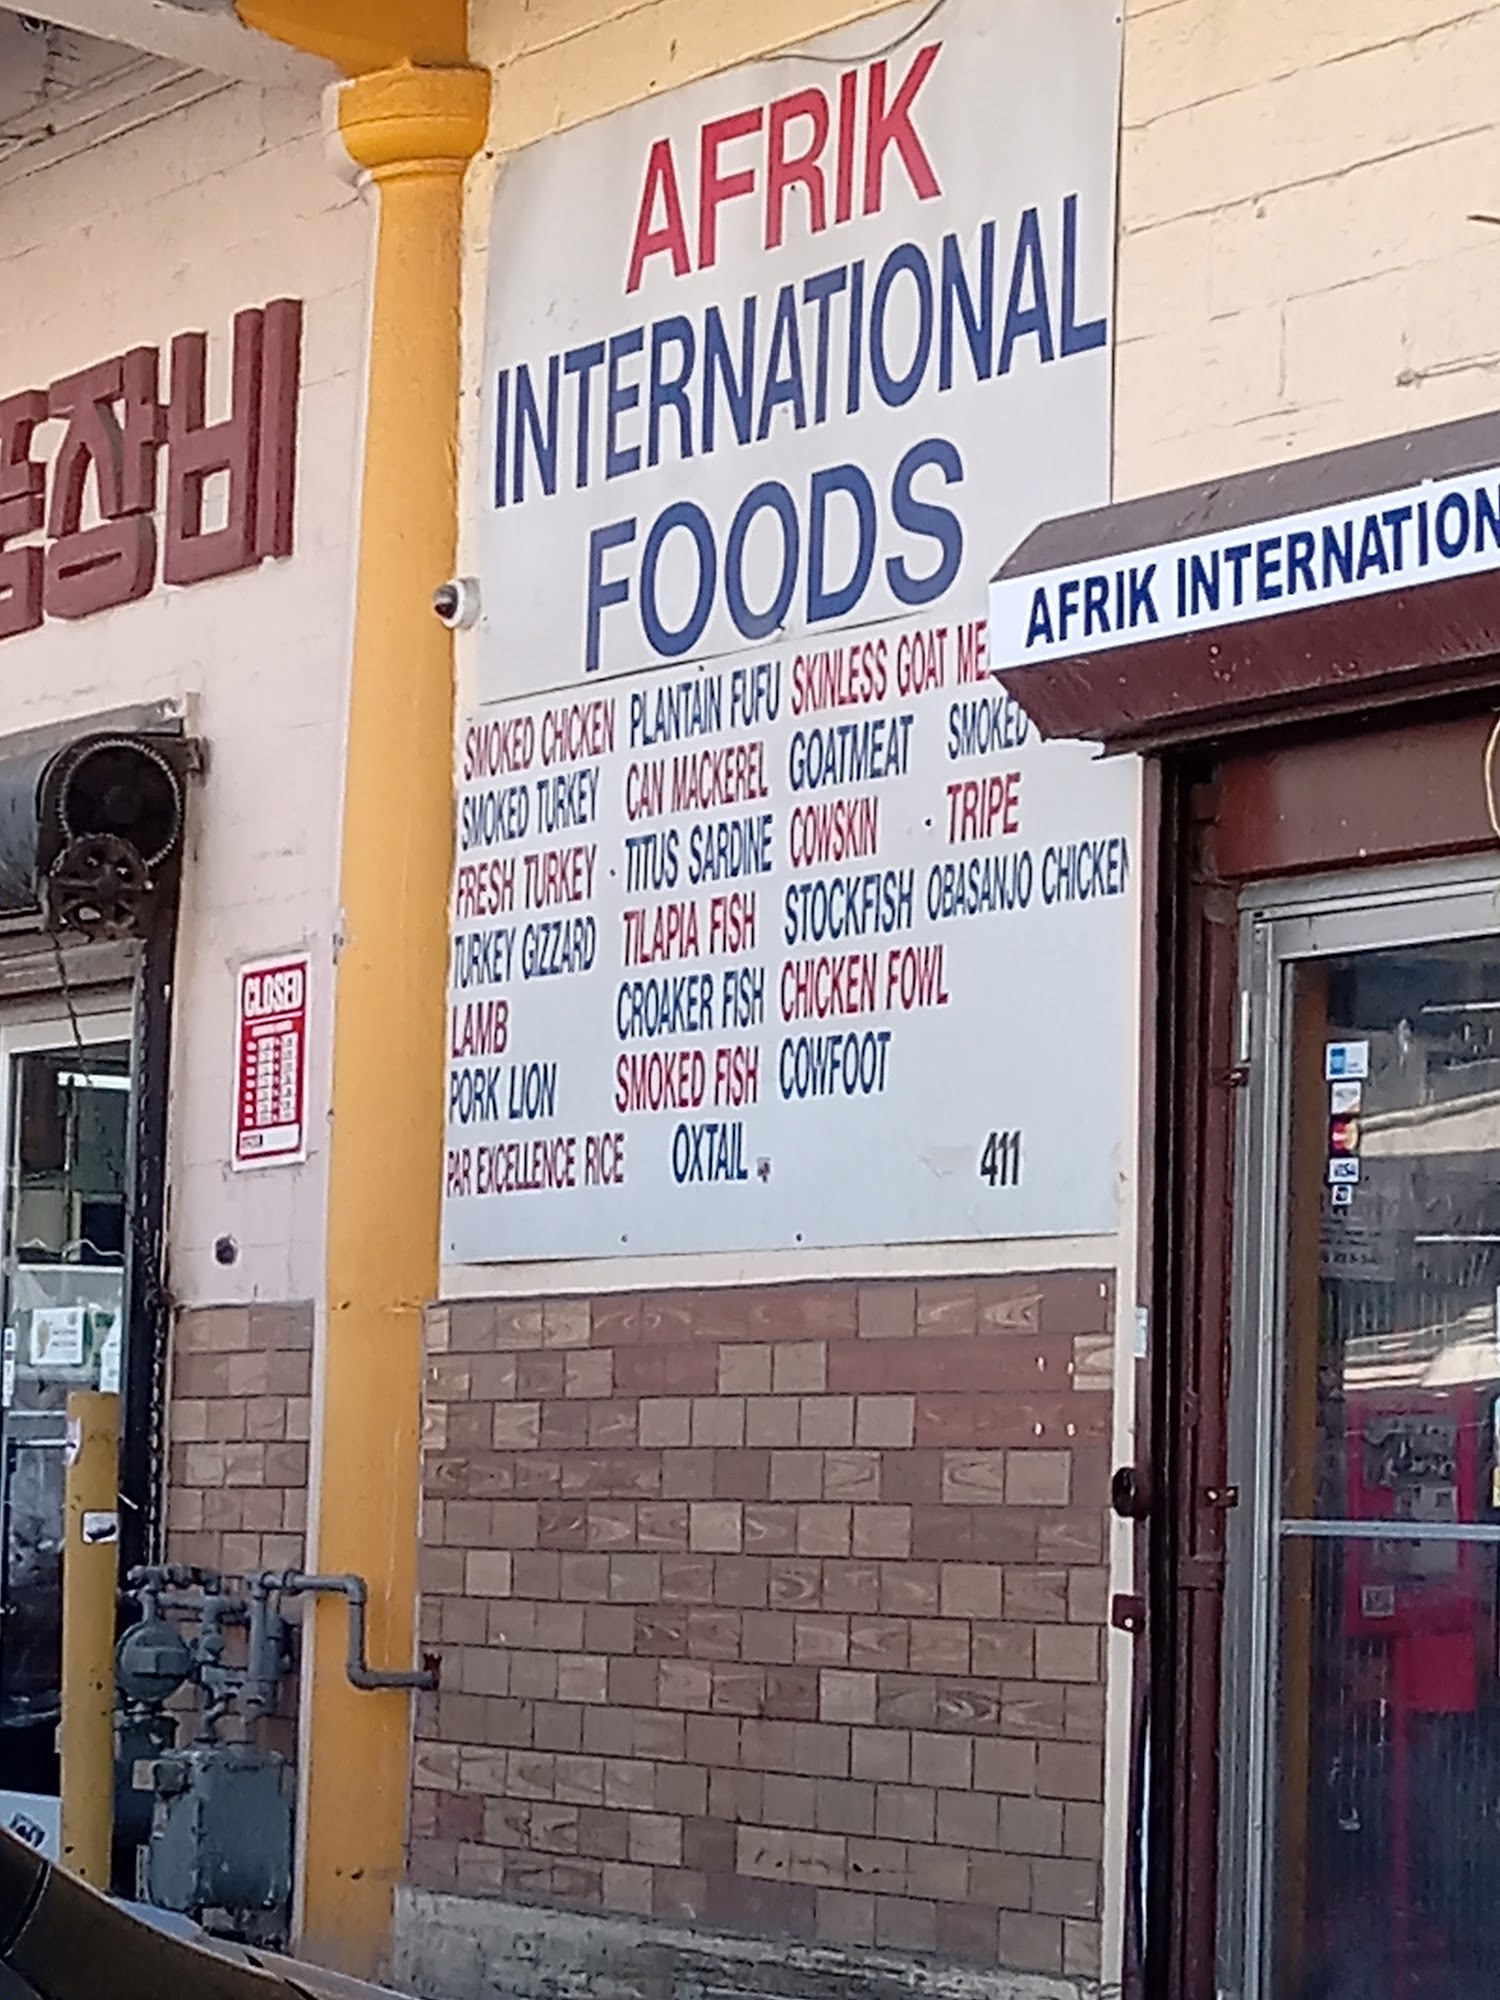 AFRIK
INTERNATIONAL
FOODS
AFRIK INTERNATION
장비
SMOKED CHICKEN PLANTAIN FUFU SKINLESS GOAT
SMOKED TURKEY CAN MACKEREL GOATMEAT SMOKED
FRESH TURKEY · TITUS SARDINE COWSKIN · TRIPE
TURKEY GIZZARD TILAPIA FISH STOCKFISH OBASANJO CHICKEN
LAMB CROAKER FISH CHICKEN FOWL
PORK LION SMOKED FISH COWFOOT
PAR EXCELLENCE RICE OXTAIL 411
CLOSED
VISA